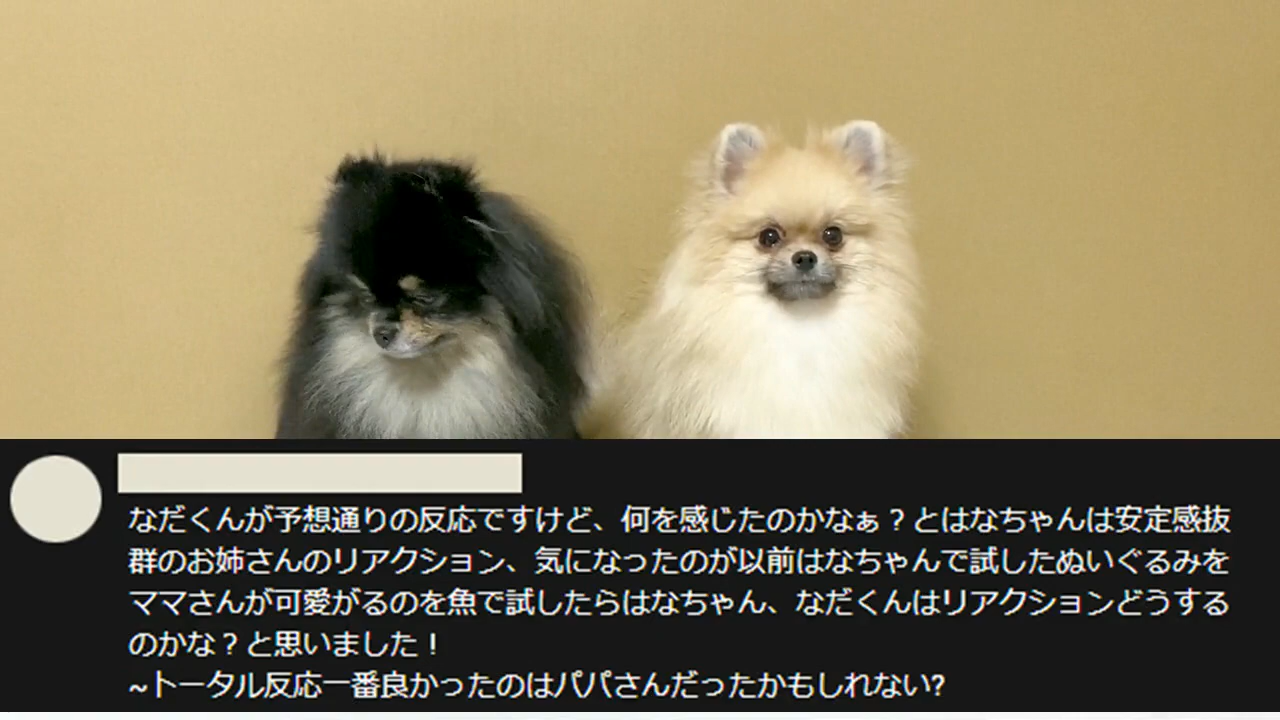 なだくんが予想通りの反応ですけど、何を感じたのかなぁ？とはなちゃんは安定感抜
群のお姉さんのリアクション、気になったのが以前はなちゃんで試したぬいぐるみを
ママさんが可愛がるのを魚で試したらはなちゃん、なだくんはリアクションどうする
のかな？と思いました！
~トータル反応一番良かったのはパパさんだったかもしれない?